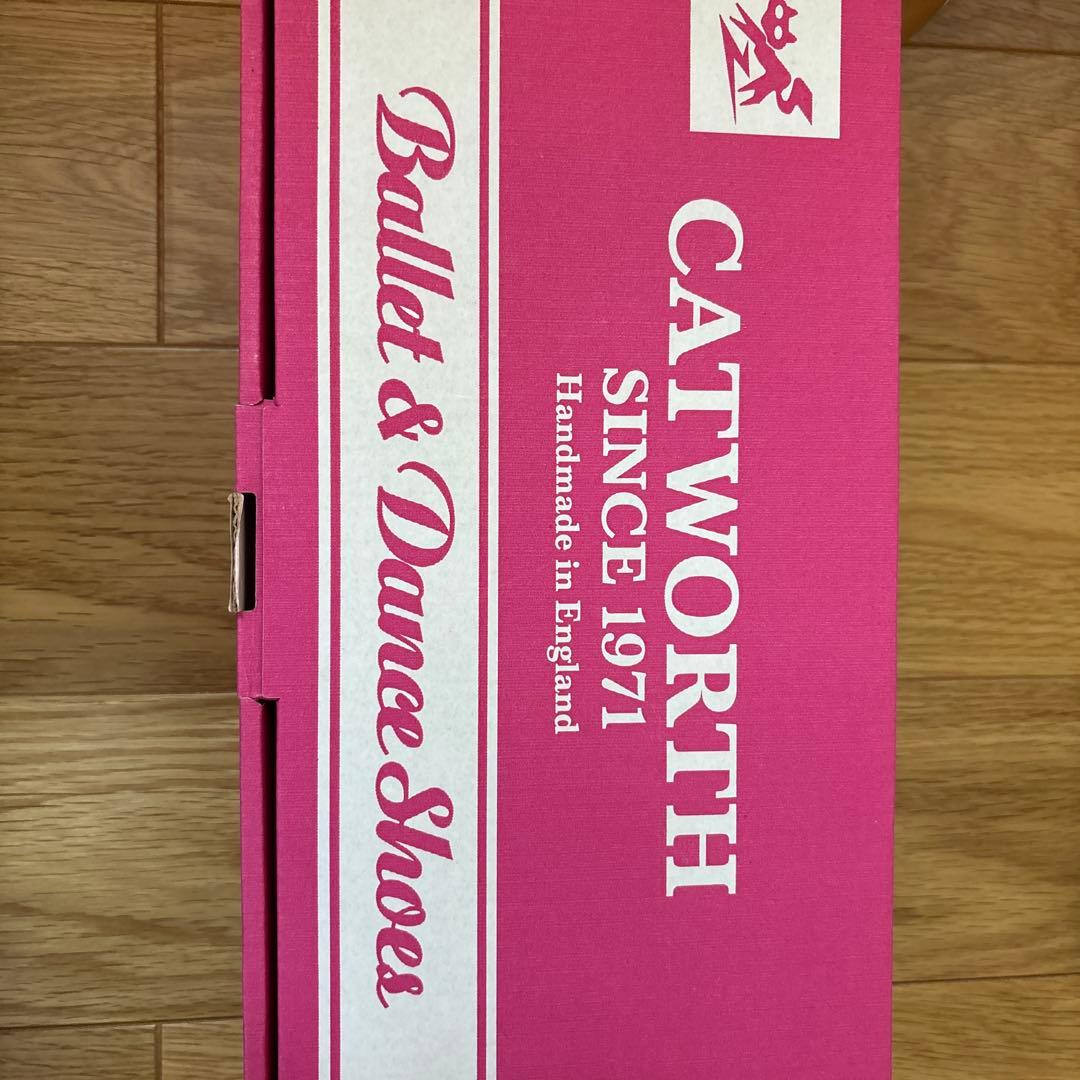 CATWORTH
SINCE 1971
Handmade in England
Ballet & Dance Shoes